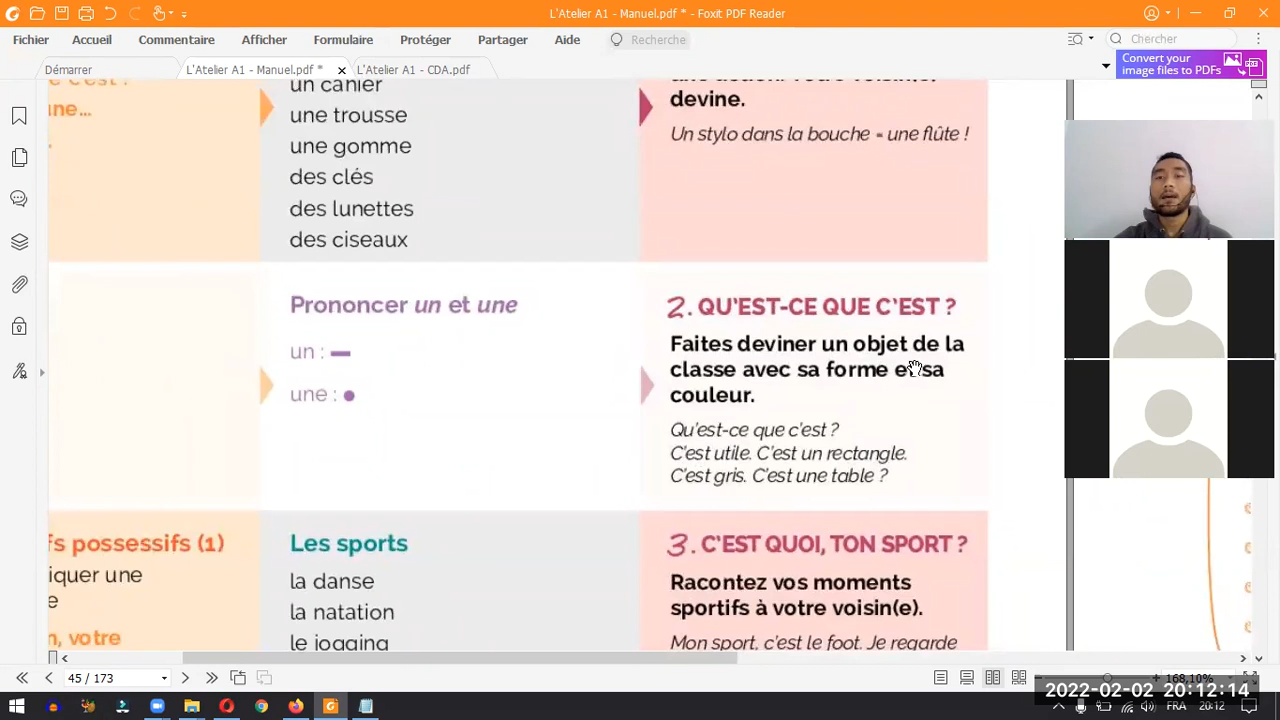 L'Atelier A1 - Manuel.pdf * - Foxit PDF Reader
Fichier Accueil Commentaire Afficher Formulaire Protéger Partager Aide Recherche Chercher
Démarrer L'Atelier A1 - Manuel.pdf * L'Atelier A1 - CDA.pdf
Convert your
image files to PDFs
ne…
un cahier
une trousse
une gomme
des clés
des lunettes
des ciseaux
devine.
Un stylo dans la bouche = une flûte !
Prononcer un et une
un :
une :
2. QU'EST-CE QUE C'EST ?
Faites deviner un objet de la
classe avec sa forme et sa
couleur.
Qu'est-ce que c'est ?
C'est utile. C'est un rectangle.
C'est gris. C'est une table ?
fs possessifs (1)
iquer une
e
n, votre
Les sports
la danse
la natation
le jogging
3. C'EST QUOI, TON SPORT ?
Racontez vos moments
sportifs à votre voisin(e).
Mon sport, c'est le foot. Je regarde
45 / 173
168,10%
2022-02-02 20:12:14
FRA 20:12